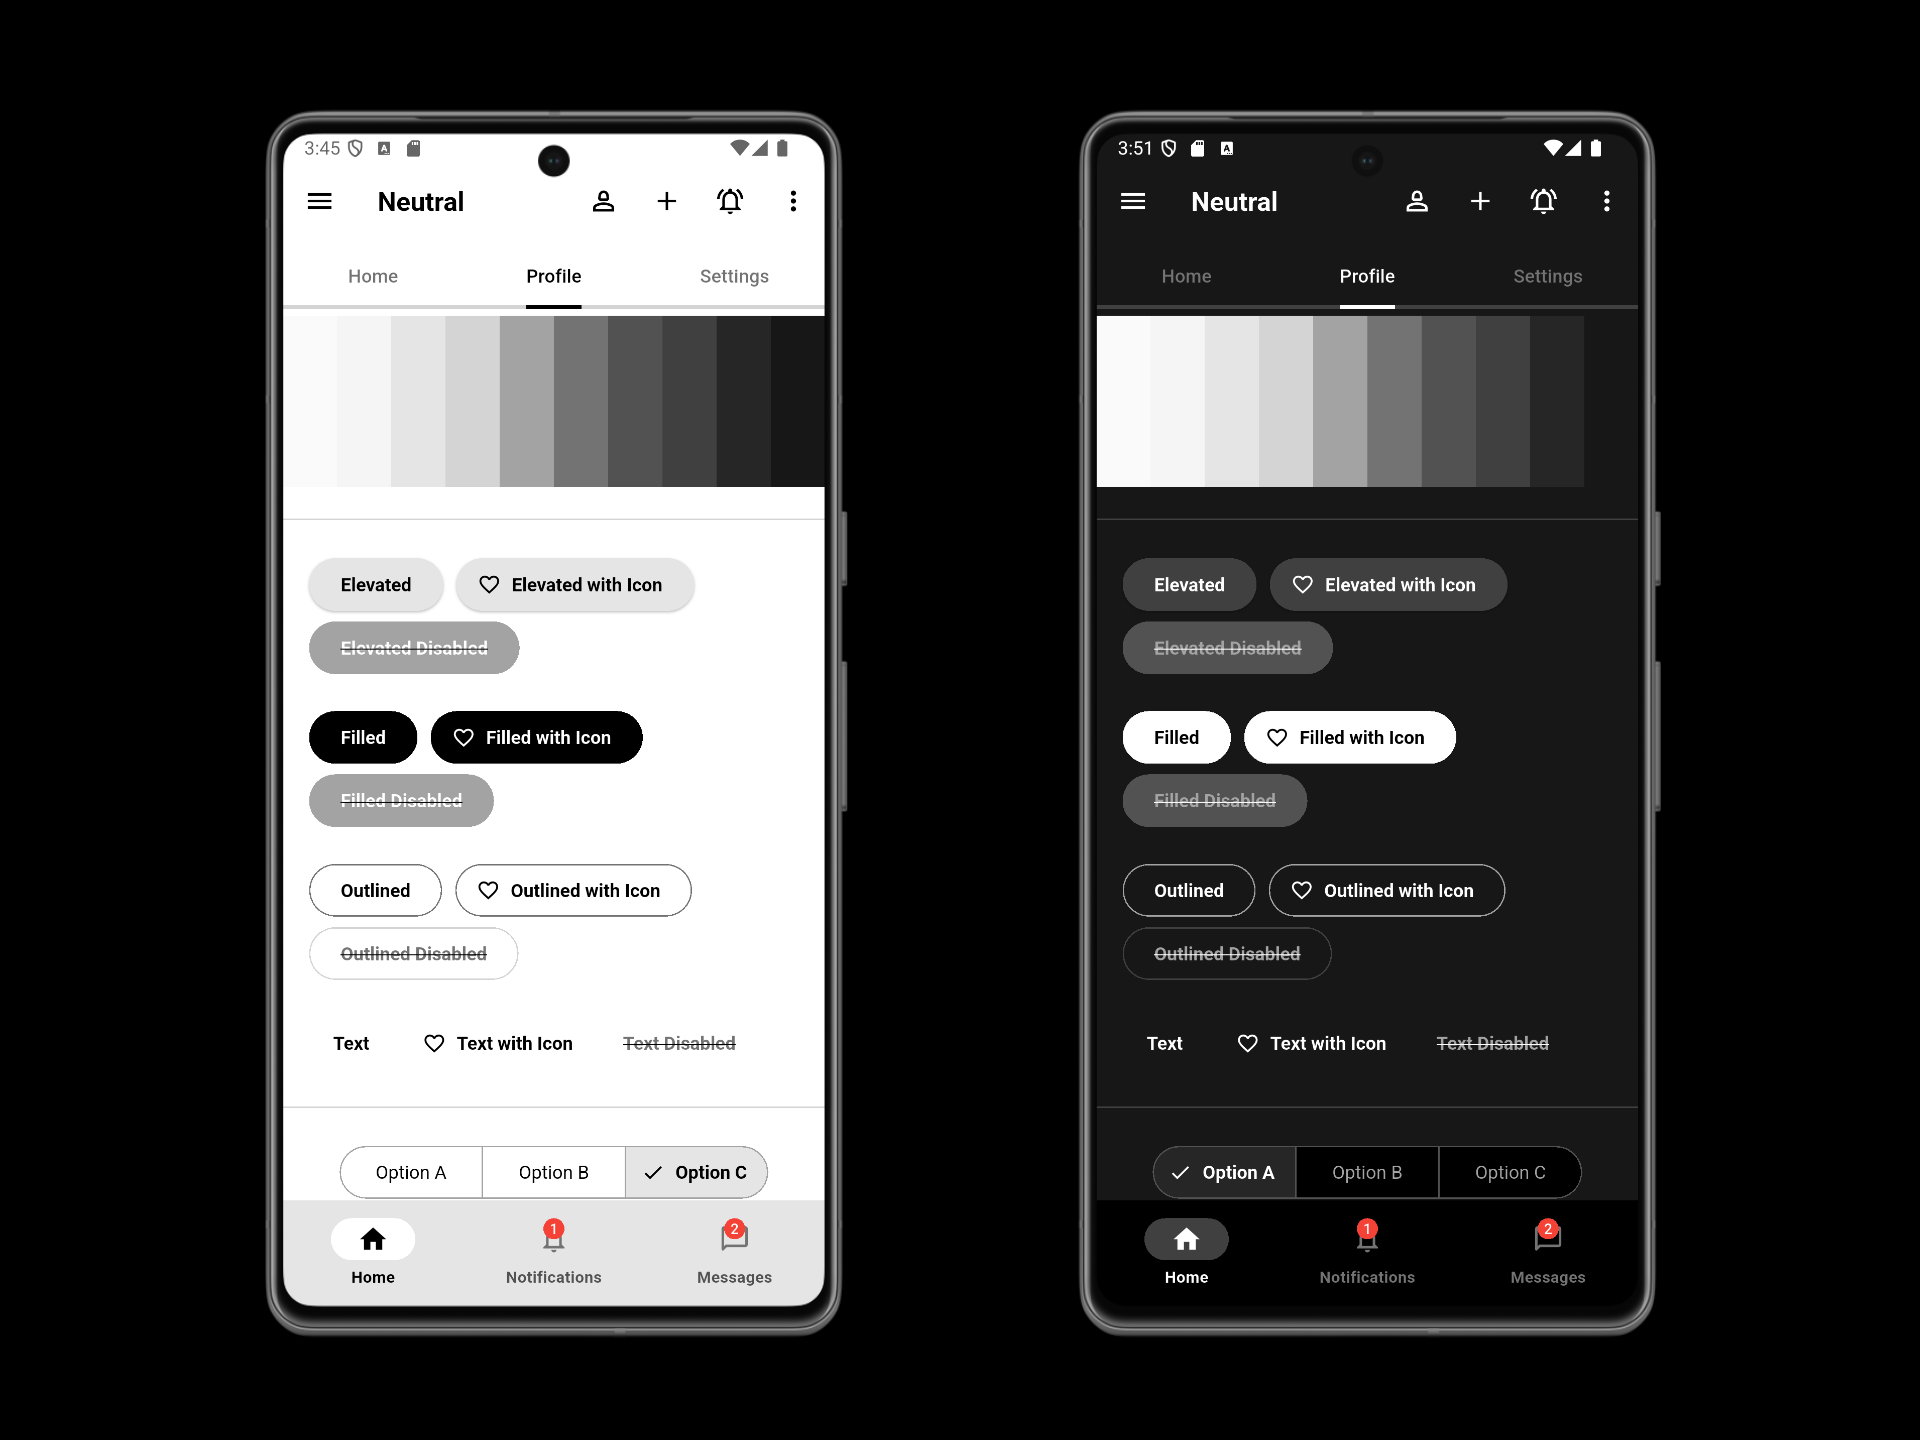 3:45
Neutral
Home Profile Settings
Elevated Elevated with Icon
Elevated Disabled
Filled Filled with Icon
Filled Disabled
Outlined Outlined with Icon
Outlined Disabled
Text Text with Icon Text Disabled
Option A Option B Option C
1 2
Home Notifications Messages
3:51
Neutral
Home Profile Settings
Elevated Elevated with Icon
Elevated Disabled
Filled Filled with Icon
Filled Disabled
Outlined Outlined with Icon
Outlined Disabled
Text Text with Icon Text Disabled
Option A Option B Option C
1 2
Home Notifications Messages